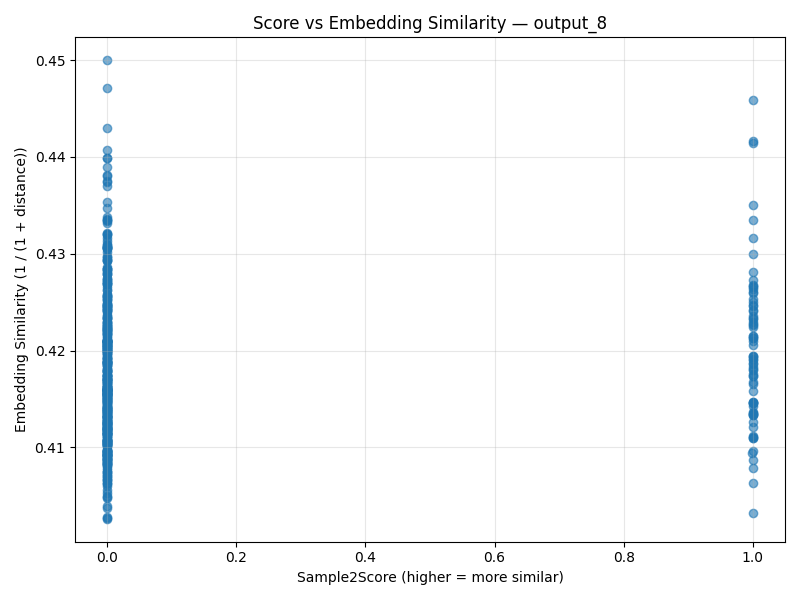 Score vs Embedding Similarity — output_8
Embedding Similarity (1 / (1 + distance))
0.45
0.44
0.43
0.42
0.41
0.0 0.2 0.4 0.6 0.8 1.0
Sample2Score (higher = more similar)